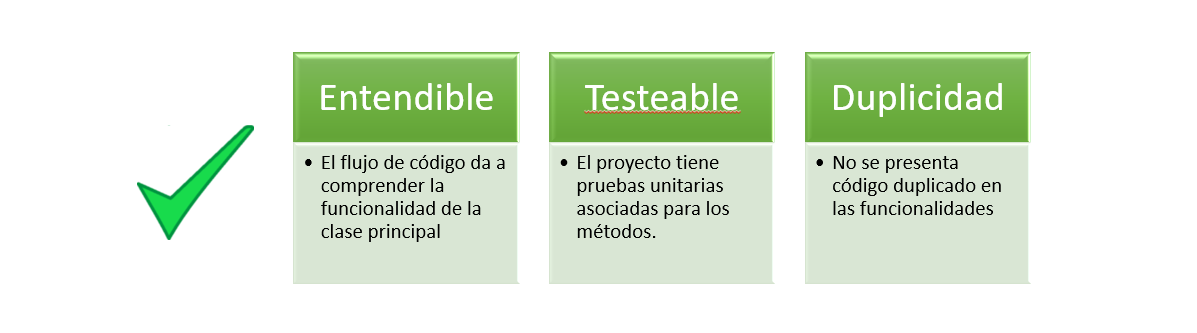 Entendible
• El flujo de código da a
comprender la
funcionalidad de la
clase principal
Testeable
• El proyecto tiene
pruebas unitarias
asociadas para los
métodos.
Duplicidad
• No se presenta
código duplicado en
las funcionalidades